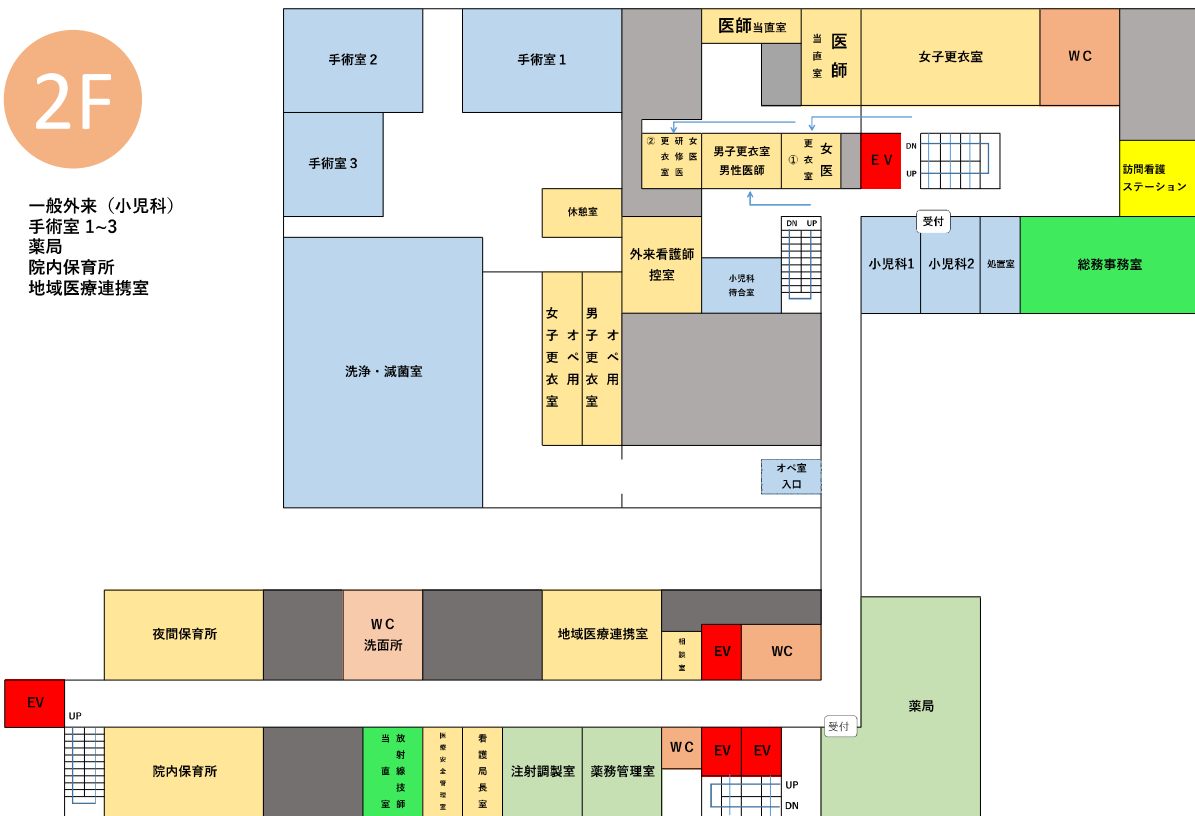 2F
一般外来（小児科）
手術室 1~3
薬局
院内保育所
地域医療連携室
手術室２
手術室１
医師当直室
医師
当直室
女子更衣室
ＷＣ
手術室３
女医
更衣室
①
男子更衣室
男性医師
女医
研修医
更衣室
②
ＥＶ
DN
UP
訪問看護
ステーション
休憩室
外来看護師
控室
小児科
待合室
DN UP
受付
小児科1
小児科2
処置室
総務事務室
洗浄・滅菌室
オペ用
女子更衣室
オペ用
男子更衣室
オペ室
入口
夜間保育所
ＷＣ
洗面所
地域医療連携室
相談室
EV
WC
薬局
EV
UP
受付
院内保育所
放射線技師
当直室
医療安全管理室
看護局長室
注射調製室
薬務管理室
WC
EV
EV
UP
DN